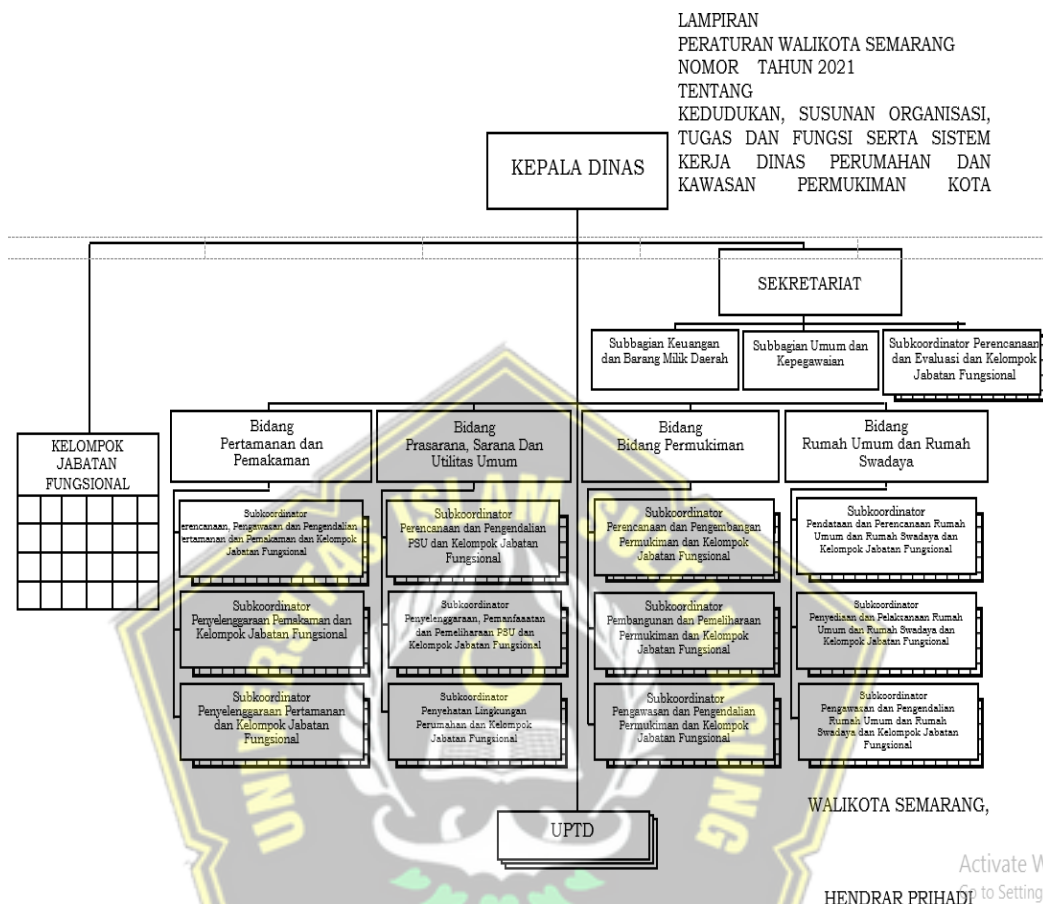 LAMPIRAN
PERATURAN WALIKOTA SEMARANG
NOMOR TAHUN 2021
TENTANG
KEDUDUKAN, SUSUNAN ORGANISASI,
TUGAS DAN FUNGSI SERTA SISTEM
KERJA DINAS PERUMAHAN DAN
KAWASAN PERMUKIMAN KOTA
KEPALA DINAS
SEKRETARIAT
Subbagian Keuangan
dan Barang Milik Daerah
Subbagian Umum dan
Kepegawaian
Subkoordinator Perencanaan
dan Evaluasi dan Kelompok
Jabatan Fungsional
KELOMPOK
JABATAN
FUNGSIONAL
Bidang
Pertamanan dan
Pemakaman
Bidang
Prasarana, Sarana Dan
Utilitas Umum
Bidang
Bidang Permukiman
Bidang
Rumah Umum dan Rumah
Swadaya
Subkoordinator
erencanaan, Pengawasan dan Pengendalian
ertamanan dan Pemakaman dan Kelompok
Jabatan Fungsional
Subkoordinator
Perencanaan dan Pengendalian
PSU dan Kelompok Jabatan
Fungsional
Subkoordinator
Perencanaan dan Pengembangan
Permukiman dan Kelompok
Jabatan Fungsional
Subkoordinator
Pendataan dan Perencanaan Rumah
Umum dan Rumah Swadaya dan
Kelompok Jabatan Fungsional
Subkoordinator
Penyelenggaraan Pemakaman dan
Kelompok Jabatan Fungsional
Subkoordinator
Penyelenggaraan, Pemanfaaatan
dan Pemeliharaan PSU dan
Kelompok Jabatan Fungsional
Subkoordinator
Pembangunan dan Pemeliharaan
Permukiman dan Kelompok
Jabatan Fungsional
Subkoordinator
Penyediaan dan Pelaksanaan Rumah
Umum dan Rumah Swadaya dan
Kelompok Jabatan Fungsional
Subkoordinator
Penyelenggaraan Pertamanan
dan Kelompok Jabatan
Fungsional
Subkoordinator
Penyehatan Lingkungan
Perumahan dan Kelompok
Jabatan Fungsional
Subkoordinator
Pengawasan dan Pengendalian
Permukiman dan Kelompok
Jabatan Fungsional
Subkoordinator
Pengawasan dan Pengendalian
Rumah Umum dan Rumah
Swadaya dan Kelompok Jabatan
Fungsional
UPTD
WALIKOTA SEMARANG,
HENDRAR PRIHADI
UNIVERSITAS ISLAM SULTAN AGUNG
Activate W
Go to Setting